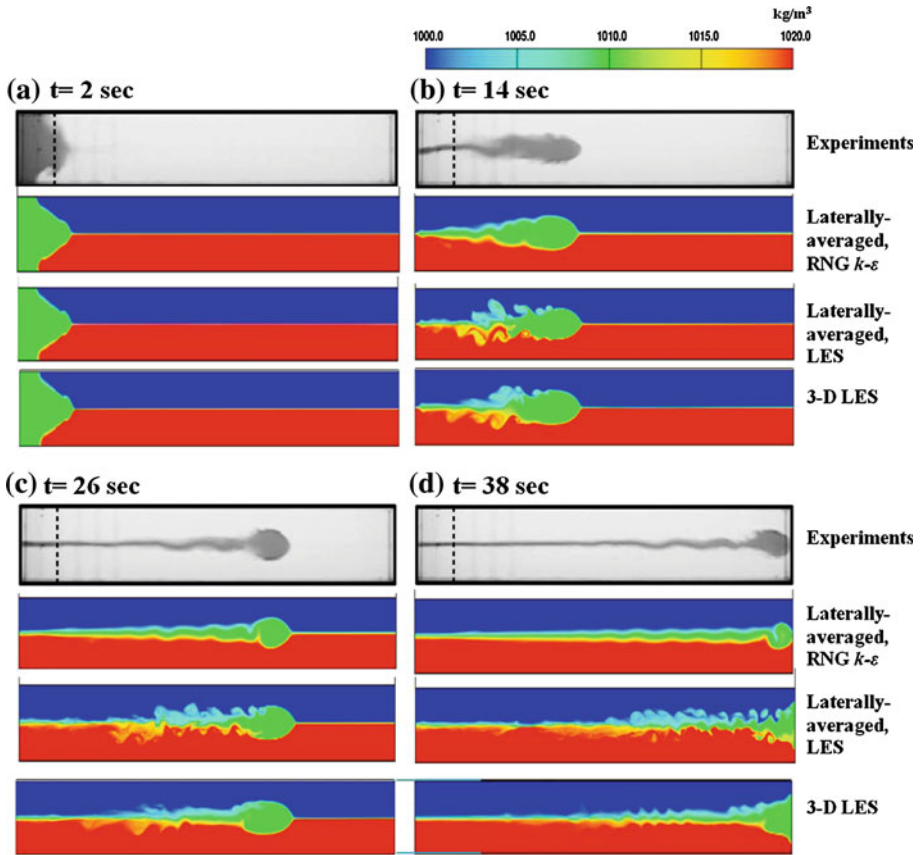 kg/m³
1000.0 1005.0 1010.0 1015.0 1020.0
(a) t= 2 sec
(b) t= 14 sec
Experiments
Laterally-
averaged,
RNG k-ε
Laterally-
averaged,
LES
3-D LES
(c) t= 26 sec
(d) t= 38 sec
Experiments
Laterally-
averaged,
RNG k-ε
Laterally-
averaged,
LES
3-D LES